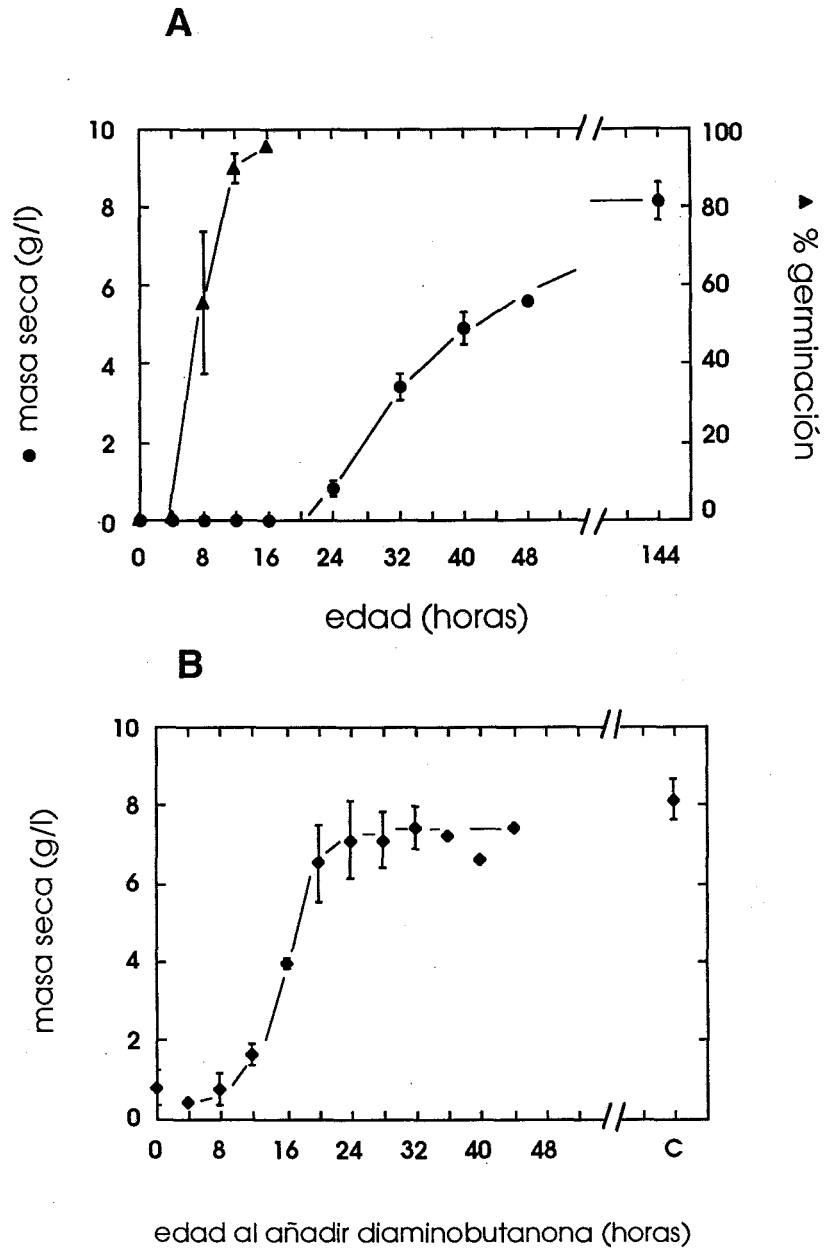 A
10
8
6
4
2
0
● masa seca (g/l)
100
80
60
40
20
0
▲ % germinación
0 8 16 24 32 40 48 144
edad (horas)
B
10
8
6
4
2
0
masa seca (g/l)
0 8 16 24 32 40 48 C
edad al añadir diaminobutanona (horas)